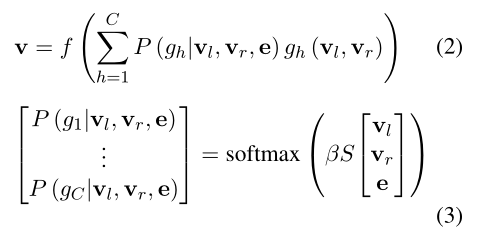 v = f ( ∑_{h=1}^{C} P (g_h|v_l, v_r, e) g_h (v_l, v_r) ) (2)
[ P (g_1|v_l, v_r, e) ⋮ P (g_C|v_l, v_r, e) ] = softmax ( βS [ v_l v_r e ] )
(3)